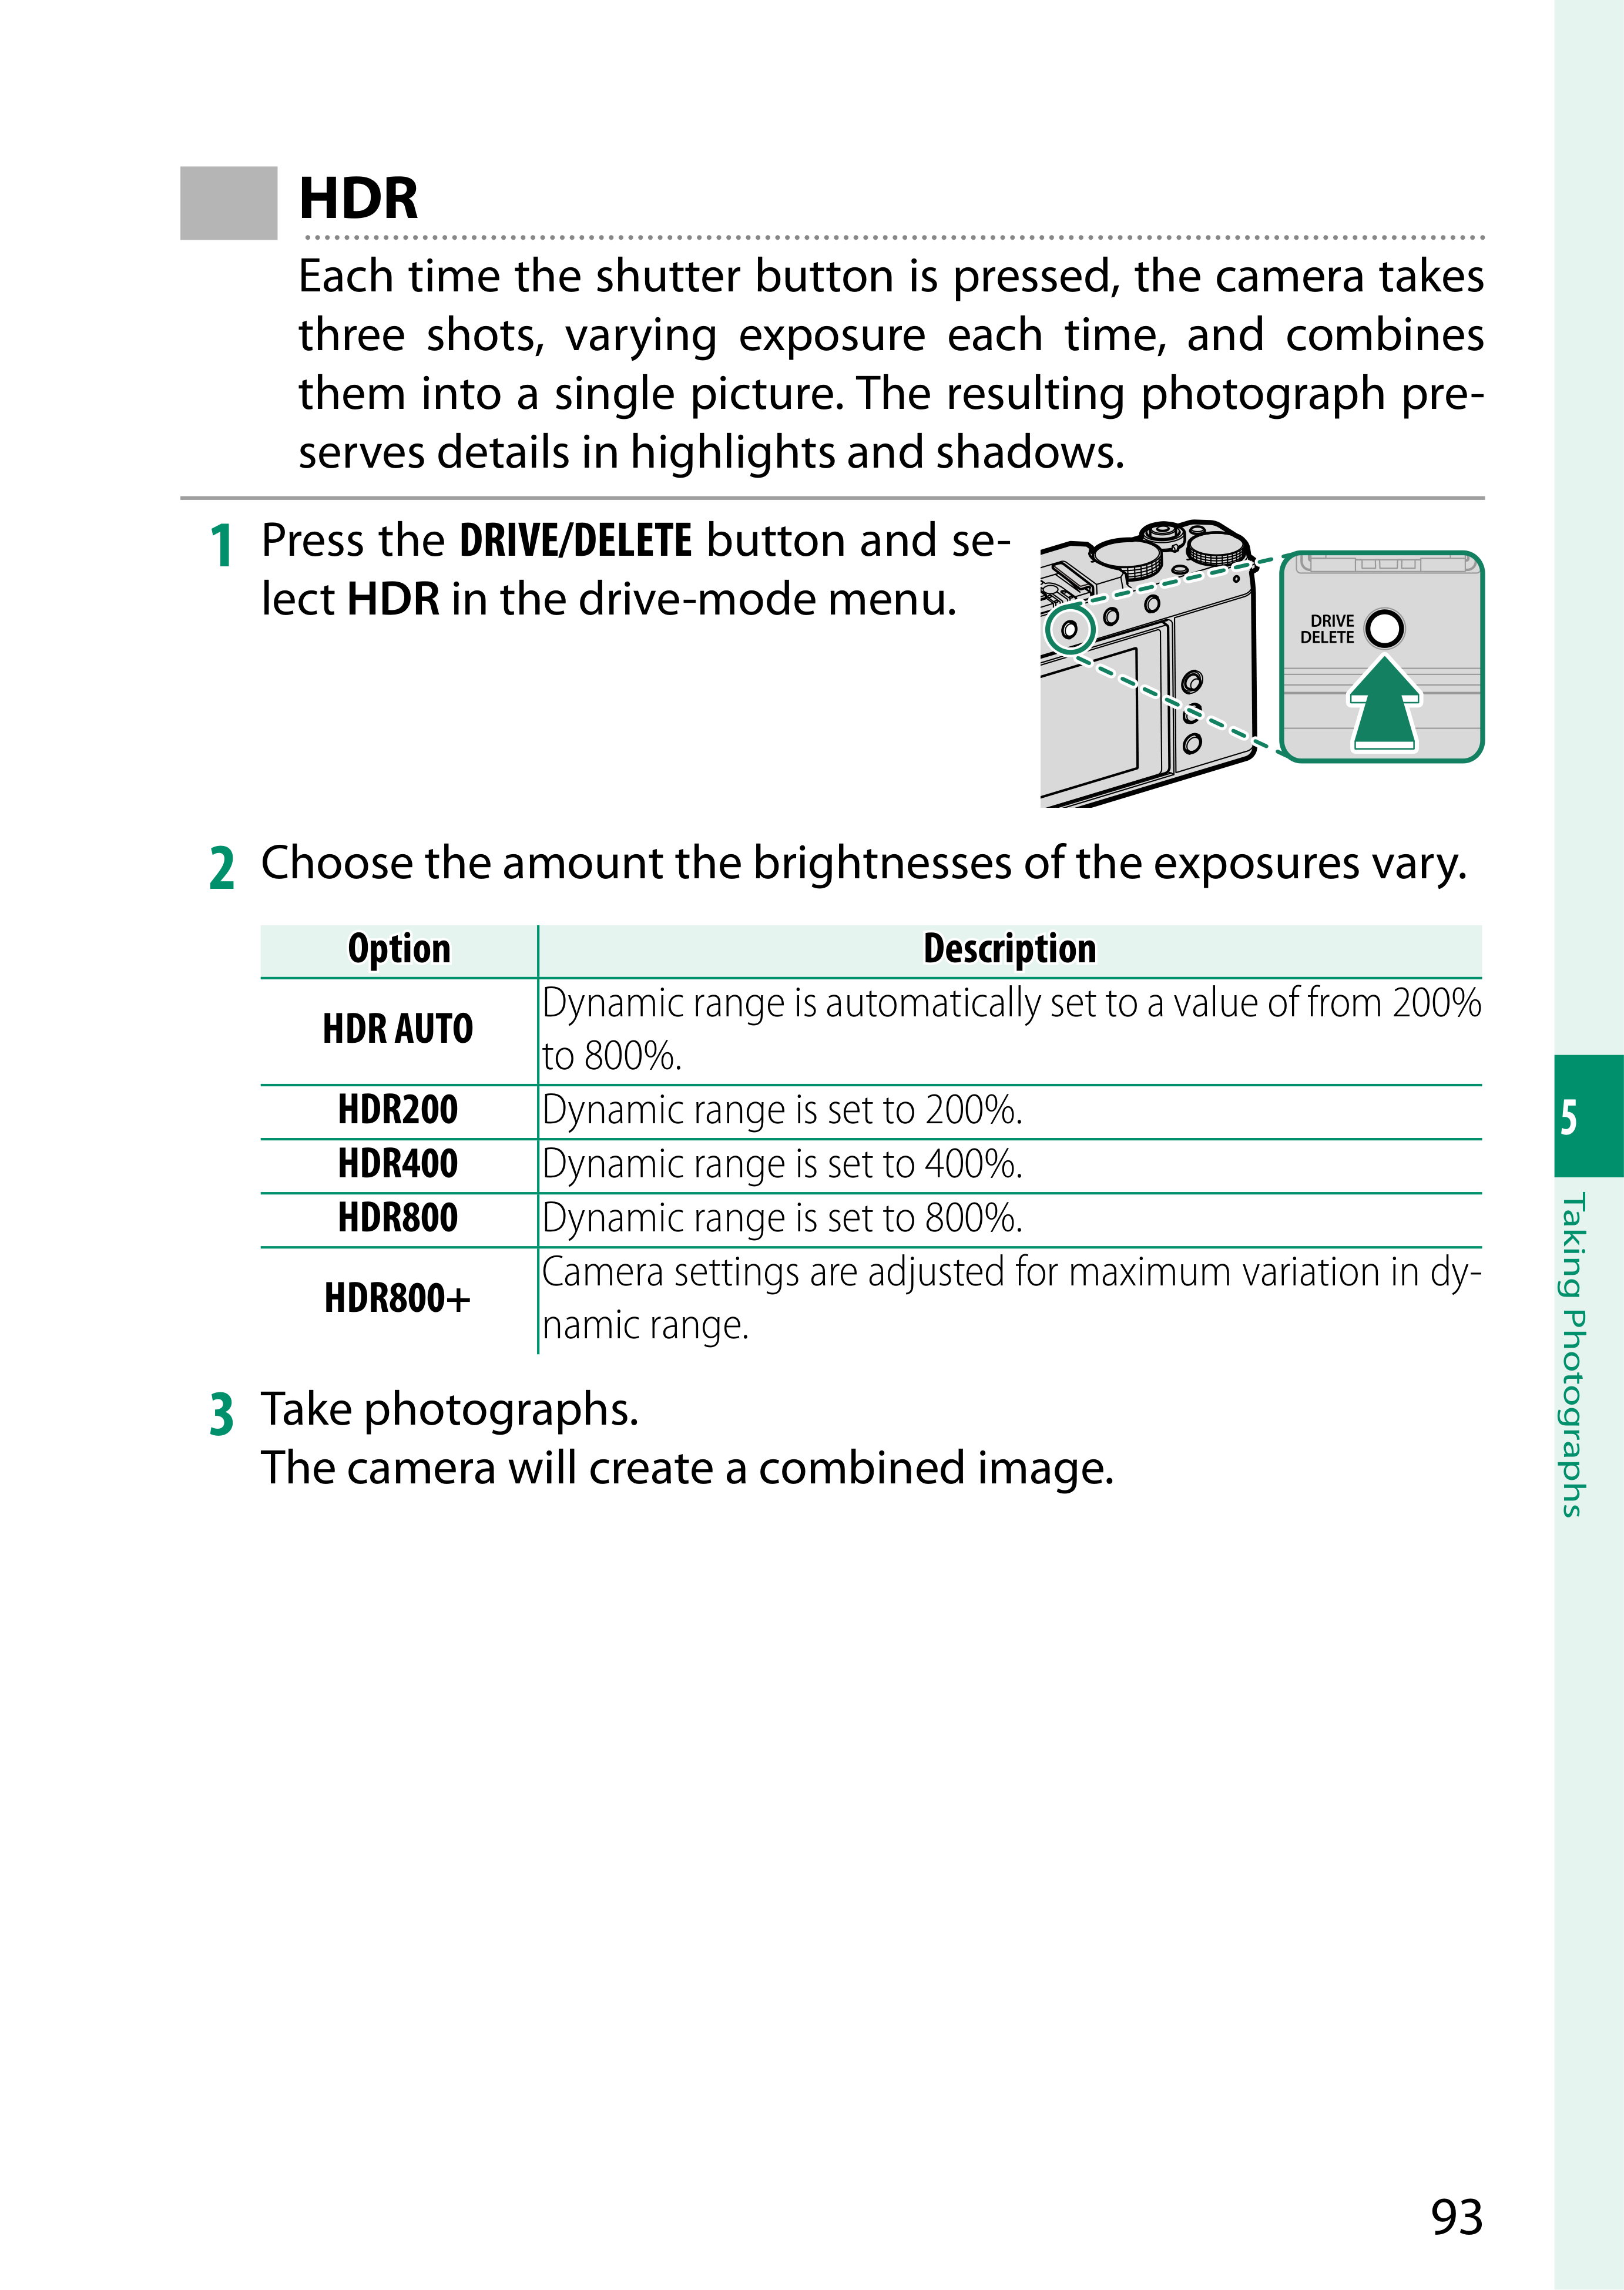 HDR
Each time the shutter button is pressed, the camera takes
three shots, varying exposure each time, and combines
them into a single picture. The resulting photograph pre-
serves details in highlights and shadows.
1 Press the DRIVE/DELETE button and se-
lect HDR in the drive-mode menu.
DRIVE
DELETE
2 Choose the amount the brightnesses of the exposures vary.
Option Description
HDR AUTO Dynamic range is automatically set to a value of from 200%
to 800%.
HDR200 Dynamic range is set to 200%.
HDR400 Dynamic range is set to 400%.
HDR800 Dynamic range is set to 800%.
HDR800+ Camera settings are adjusted for maximum variation in dy-
namic range.
3 Take photographs.
The camera will create a combined image.
5
Taking Photographs
93